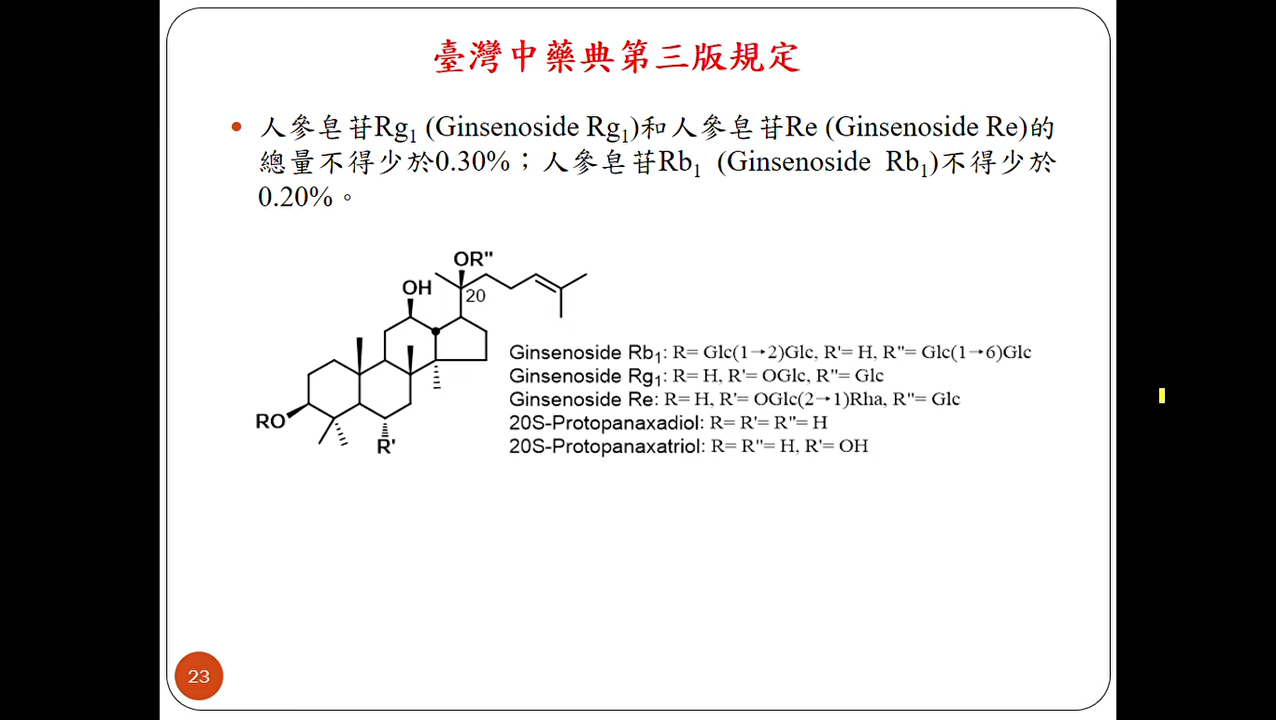 臺灣中藥典第三版規定
人參皂苷Rg₁ (Ginsenoside Rg₁)和人參皂苷Re (Ginsenoside Re)的
總量不得少於0.30%；人參皂苷Rb₁ (Ginsenoside Rb₁)不得少於
0.20%。
OR"
OH
20
RO
R'
Ginsenoside Rb₁: R= Glc(1→2)Glc, R'= H, R"= Glc(1→6)Glc
Ginsenoside Rg₁: R= H, R'= OGlc, R"= Glc
Ginsenoside Re: R= H, R'= OGlc(2→1)Rha, R"= Glc
20S-Protopanaxadiol: R= R'= R"= H
20S-Protopanaxatriol: R= R"= H, R'= OH
23